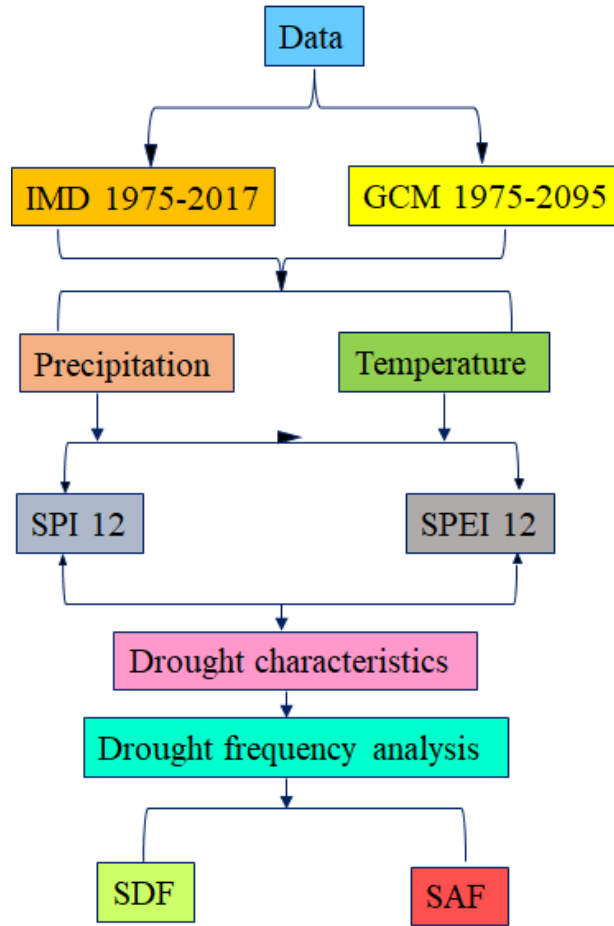 Data
IMD 1975-2017
GCM 1975-2095
Precipitation
Temperature
SPI 12
SPEI 12
Drought characteristics
Drought frequency analysis
SDF
SAF